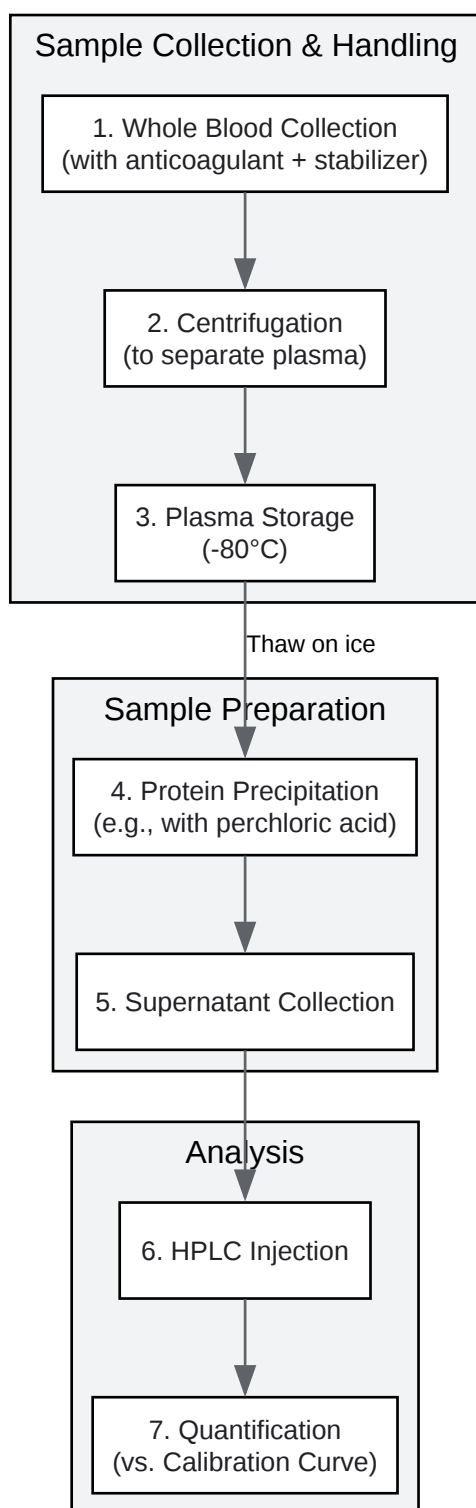 Sample Collection & Handling
1. Whole Blood Collection
(with anticoagulant + stabilizer)
2. Centrifugation
(to separate plasma)
3. Plasma Storage
(-80°C)
Thaw on ice
Sample Preparation
4. Protein Precipitation
(e.g., with perchloric acid)
5. Supernatant Collection
Analysis
6. HPLC Injection
7. Quantification
(vs. Calibration Curve)